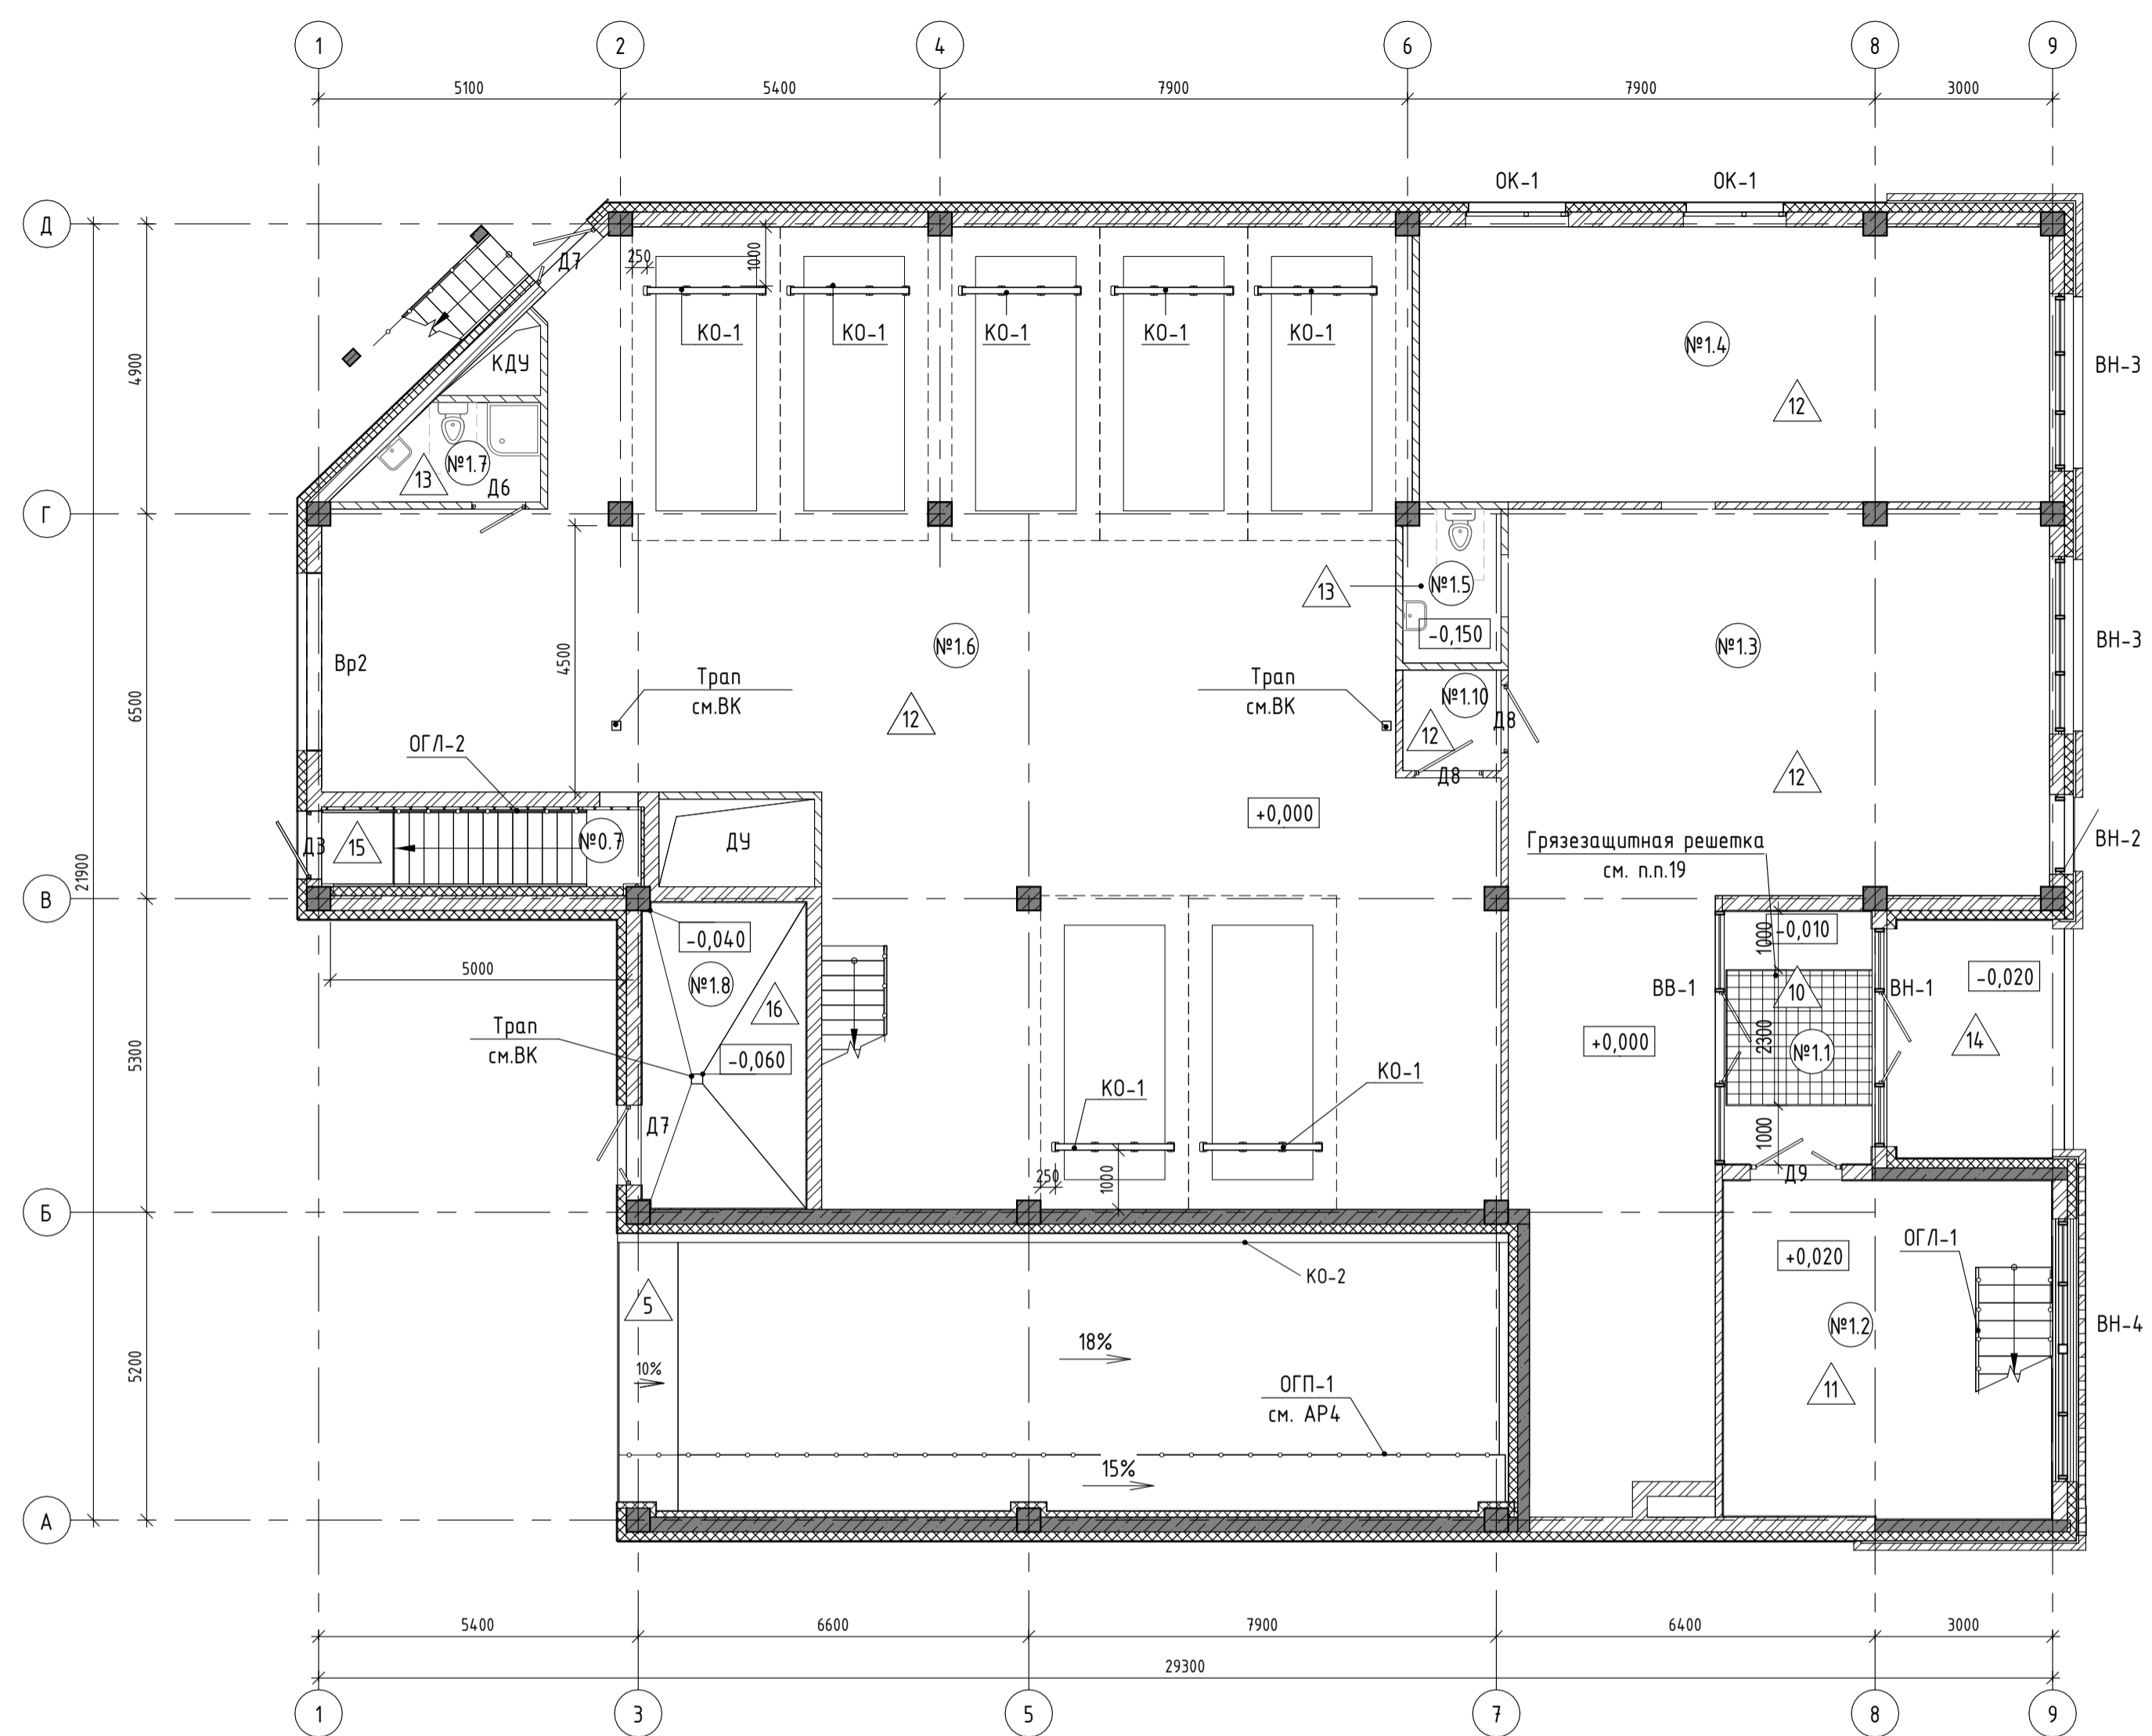 1
2
4
6
8
9
5100
5400
7900
7900
3000
ОК-1
ОК-1
Д
Д7
250
1000
КО-1
КО-1
КО-1
КО-1
КО-1
№1.4
ВН-3
4900
КДУ
12
№1.7
13
Д6
Г
№1.5
13
-0,150
Вр2
4500
№1.6
№1.3
ВН-3
6500
Трап
см.ВК
Трап
см.ВК
№1.10
12
12
Д8
Д8
12
ОГЛ-2
+0,000
Д3
15
№0.7
ДУ
Грязезащитная решетка
см. п.п.19
ВН-2
21900
В
-0,040
1000
-0,010
5000
№1.8
16
ВВ-1
10
ВН-1
-0,020
Трап
см.ВК
-0,060
+0,000
2300
№1.1
14
5300
КО-1
КО-1
Д7
250
1000
1000
Д9
Б
+0,020
ОГЛ-1
КО-2
5
№1.2
ВН-4
18%
10%
5200
ОГП-1
см. АР4
11
15%
А
5400
6600
7900
6400
3000
29300
1
3
5
7
8
9